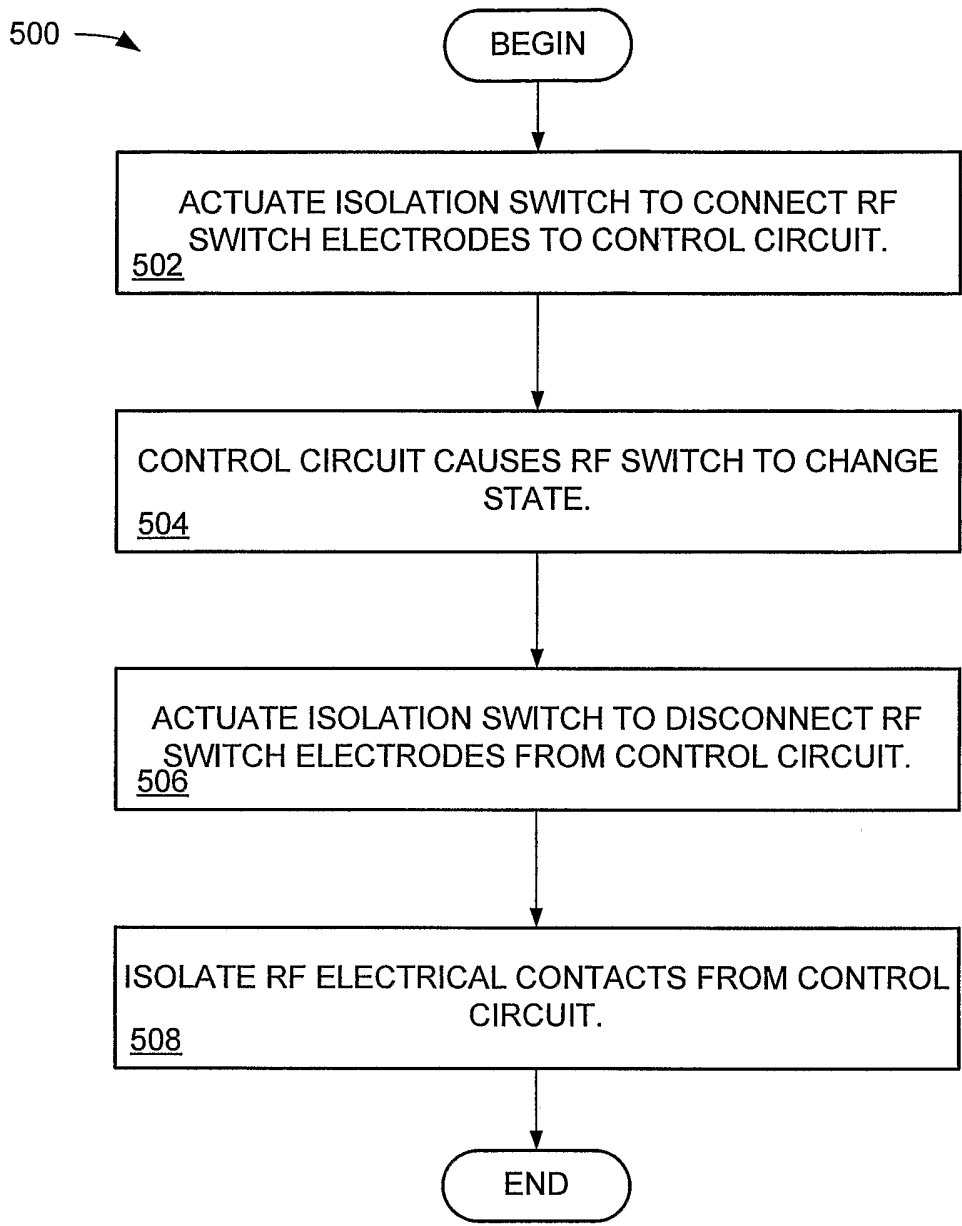 500
BEGIN
ACTUATE ISOLATION SWITCH TO CONNECT RF
SWITCH ELECTRODES TO CONTROL CIRCUIT.
502
CONTROL CIRCUIT CAUSES RF SWITCH TO CHANGE
STATE.
504
ACTUATE ISOLATION SWITCH TO DISCONNECT RF
SWITCH ELECTRODES FROM CONTROL CIRCUIT.
506
ISOLATE RF ELECTRICAL CONTACTS FROM CONTROL
CIRCUIT.
508
END